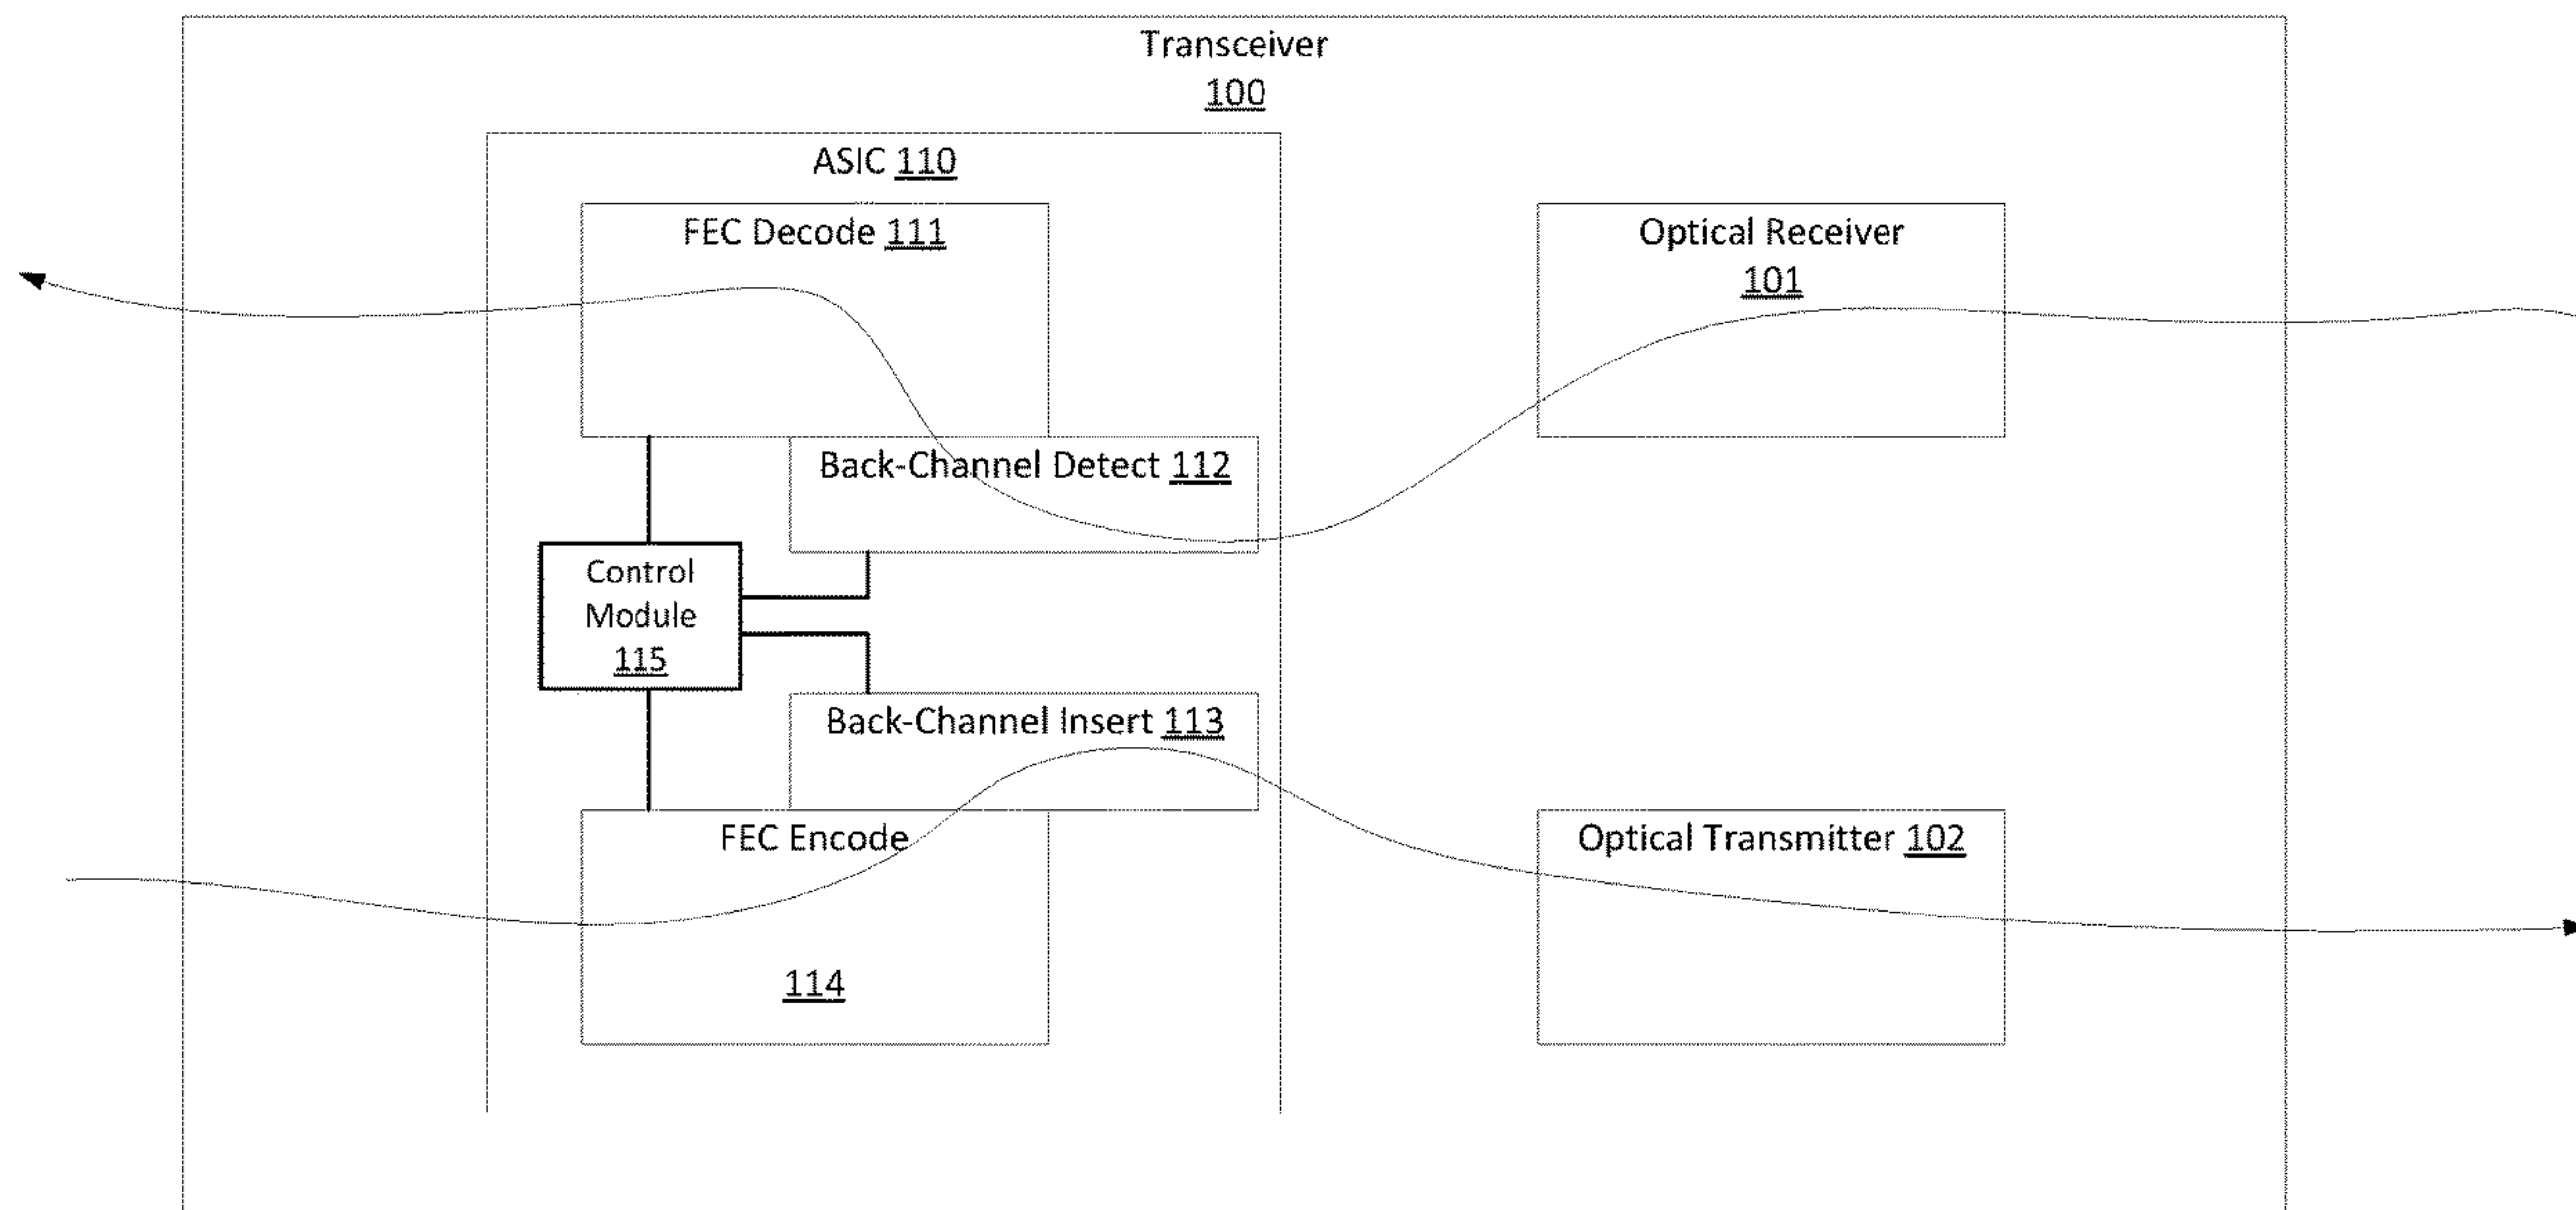 Transceiver
100
ASIC 110
FEC Decode 111
Optical Receiver
101
Back-Channel Detect 112
Control
Module
115
Back-Channel Insert 113
FEC Encode
114
Optical Transmitter 102